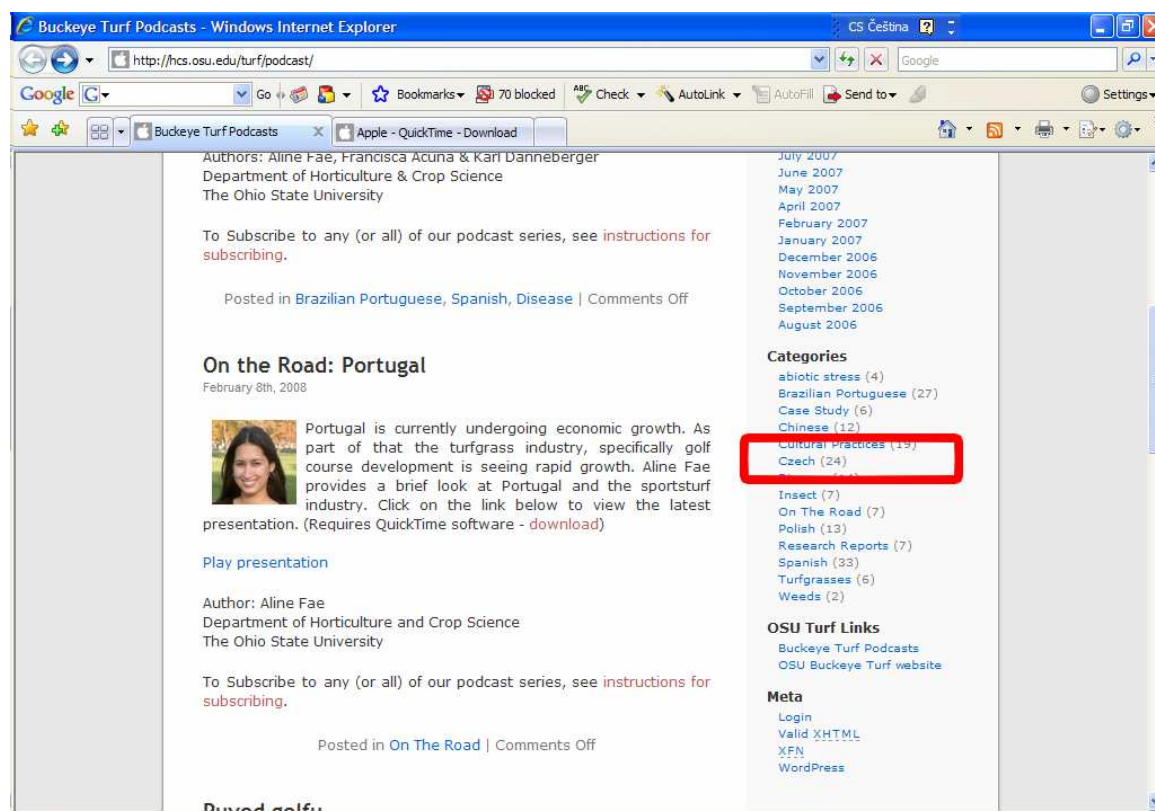 Buckeye Turf Podcasts - Windows Internet Explorer
CS Čeština
http://hcs.osu.edu/turf/podcast/
Google
Google
G
Go
Bookmarks
70 blocked
ABC
Check
AutoLink
AutoFill
Send to
Settings
Buckeye Turf Podcasts
Apple - QuickTime - Download
Authors: Aline Fae, Francisca Acuna & Karl Danneberger
Department of Horticulture & Crop Science
The Ohio State University
To Subscribe to any (or all) of our podcast series, see instructions for
subscribing.
Posted in Brazilian Portuguese, Spanish, Disease | Comments Off
On the Road: Portugal
February 8th, 2008
Portugal is currently undergoing economic growth. As
part of that the turfgrass industry, specifically golf
course development is seeing rapid growth. Aline Fae
provides a brief look at Portugal and the sportsturf
industry. Click on the link below to view the latest
presentation. (Requires QuickTime software - download)
Play presentation
Author: Aline Fae
Department of Horticulture and Crop Science
The Ohio State University
To Subscribe to any (or all) of our podcast series, see instructions for
subscribing.
Posted in On The Road | Comments Off
Puvod golfu
July 2007
June 2007
May 2007
April 2007
February 2007
January 2007
December 2006
November 2006
October 2006
September 2006
August 2006
Categories
abiotic stress (4)
Brazilian Portuguese (27)
Case Study (6)
Chinese (12)
Cultural Practices (19)
Czech (24)
Insect (7)
On The Road (7)
Polish (13)
Research Reports (7)
Spanish (33)
Turfgrasses (6)
Weeds (2)
OSU Turf Links
Buckeye Turf Podcasts
OSU Buckeye Turf website
Meta
Login
Valid XHTML
XFN
WordPress